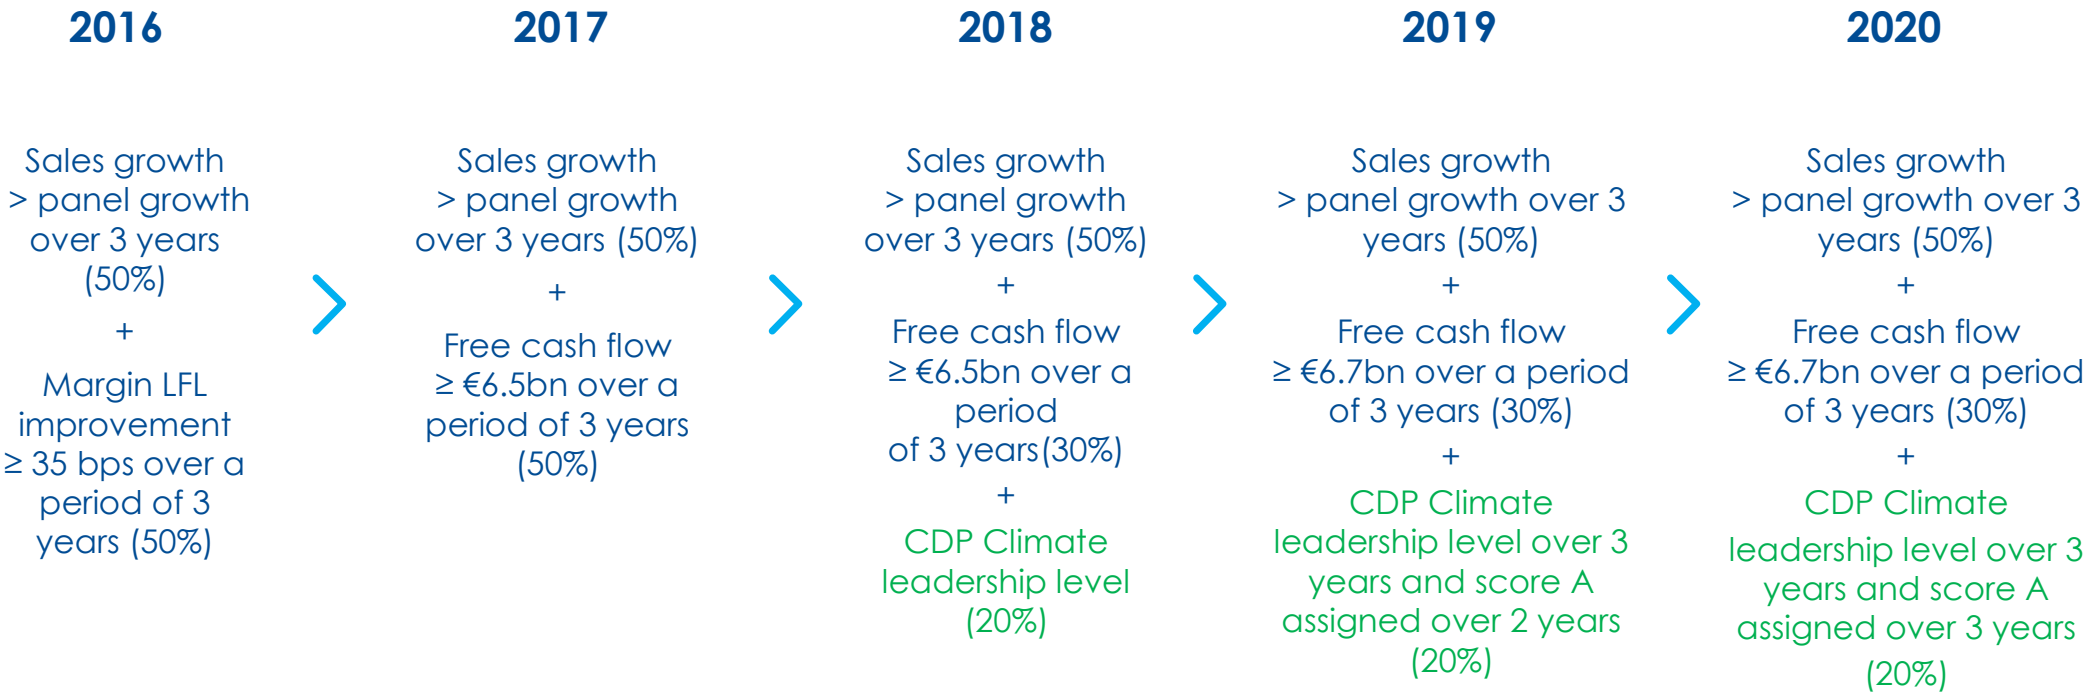 2016
Sales growth
> panel growth
over 3 years
(50%)
+
Margin LFL
improvement
≥ 35 bps over a
period of 3
years (50%)
2017
Sales growth
> panel growth
over 3 years (50%)
+
Free cash flow
≥ €6.5bn over a
period of 3 years
(50%)
2018
Sales growth
> panel growth
over 3 years (50%)
+
Free cash flow
≥ €6.5bn over a
period
of 3 years(30%)
+
CDP Climate
leadership level
(20%)
2019
Sales growth
> panel growth over 3
years (50%)
+
Free cash flow
≥ €6.7bn over a period
of 3 years (30%)
+
CDP Climate
leadership level over 3
years and score A
assigned over 2 years
(20%)
2020
Sales growth
> panel growth over 3
years (50%)
+
Free cash flow
≥ €6.7bn over a period
of 3 years (30%)
+
CDP Climate
leadership level over 3
years and score A
assigned over 3 years
(20%)